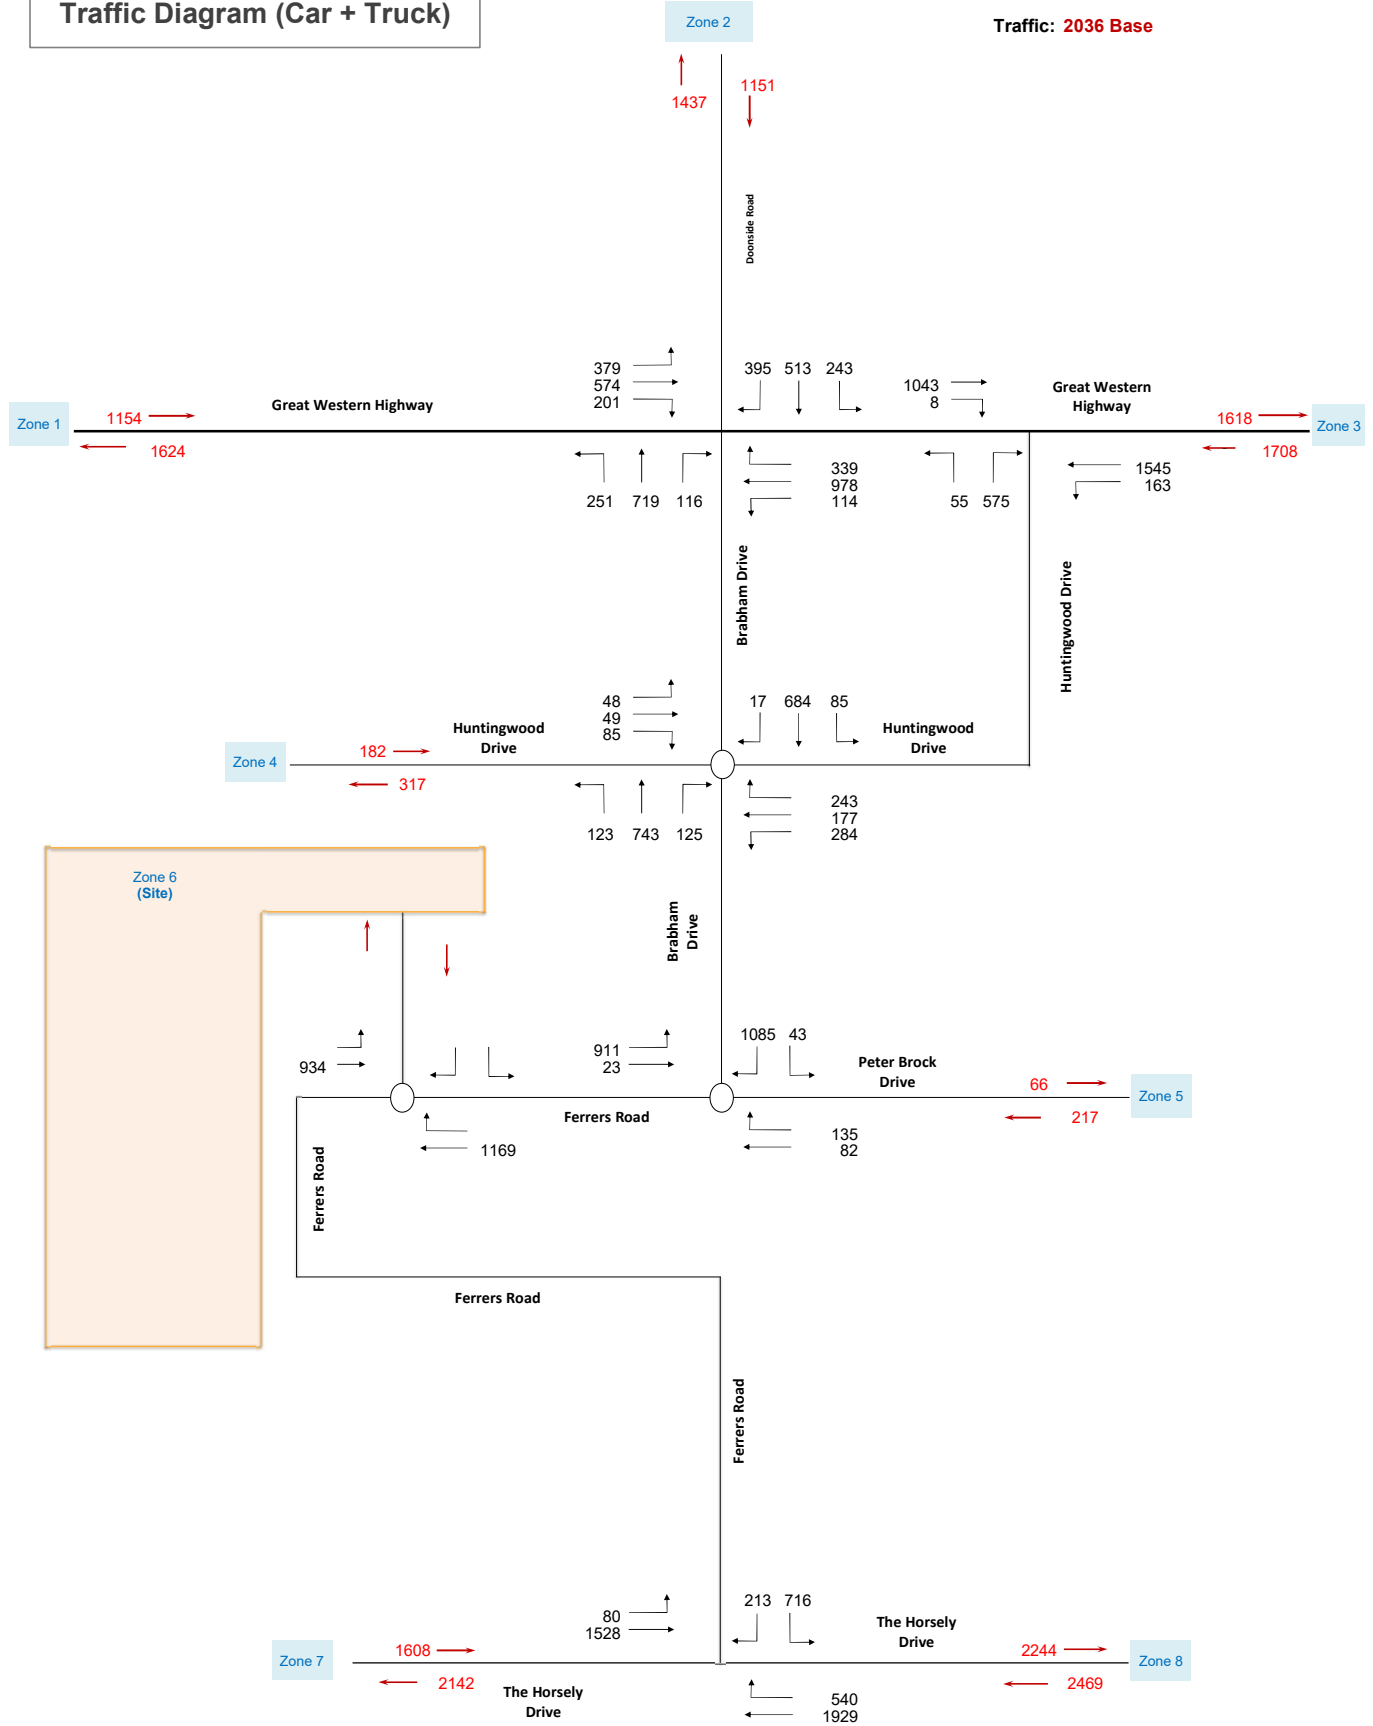 Traffic Diagram (Car + Truck)
Zone 2
Traffic: 2036 Base
1437
1151
Doonside Road
379
574
201
395 513 243
1043
8
Great Western
Highway
Great Western Highway
Zone 1
1154
1624
1618
1708
Zone 3
251 719 116
339
978
114
55 575
1545
163
Brabham Drive
Huntingwood Drive
48
49
85
17 684 85
Huntingwood
Drive
Huntingwood
Drive
Zone 4
182
317
123 743 125
243
177
284
Zone 6
(Site)
Brabham
Drive
934
911
23
1085 43
Peter Brock
Drive
66
217
Zone 5
Ferrers Road
1169
135
82
Ferrers Road
Ferrers Road
Ferrers Road
80
1528
213 716
The Horsely
Drive
Zone 7
1608
2142
2244
2469
Zone 8
The Horsely
Drive
540
1929